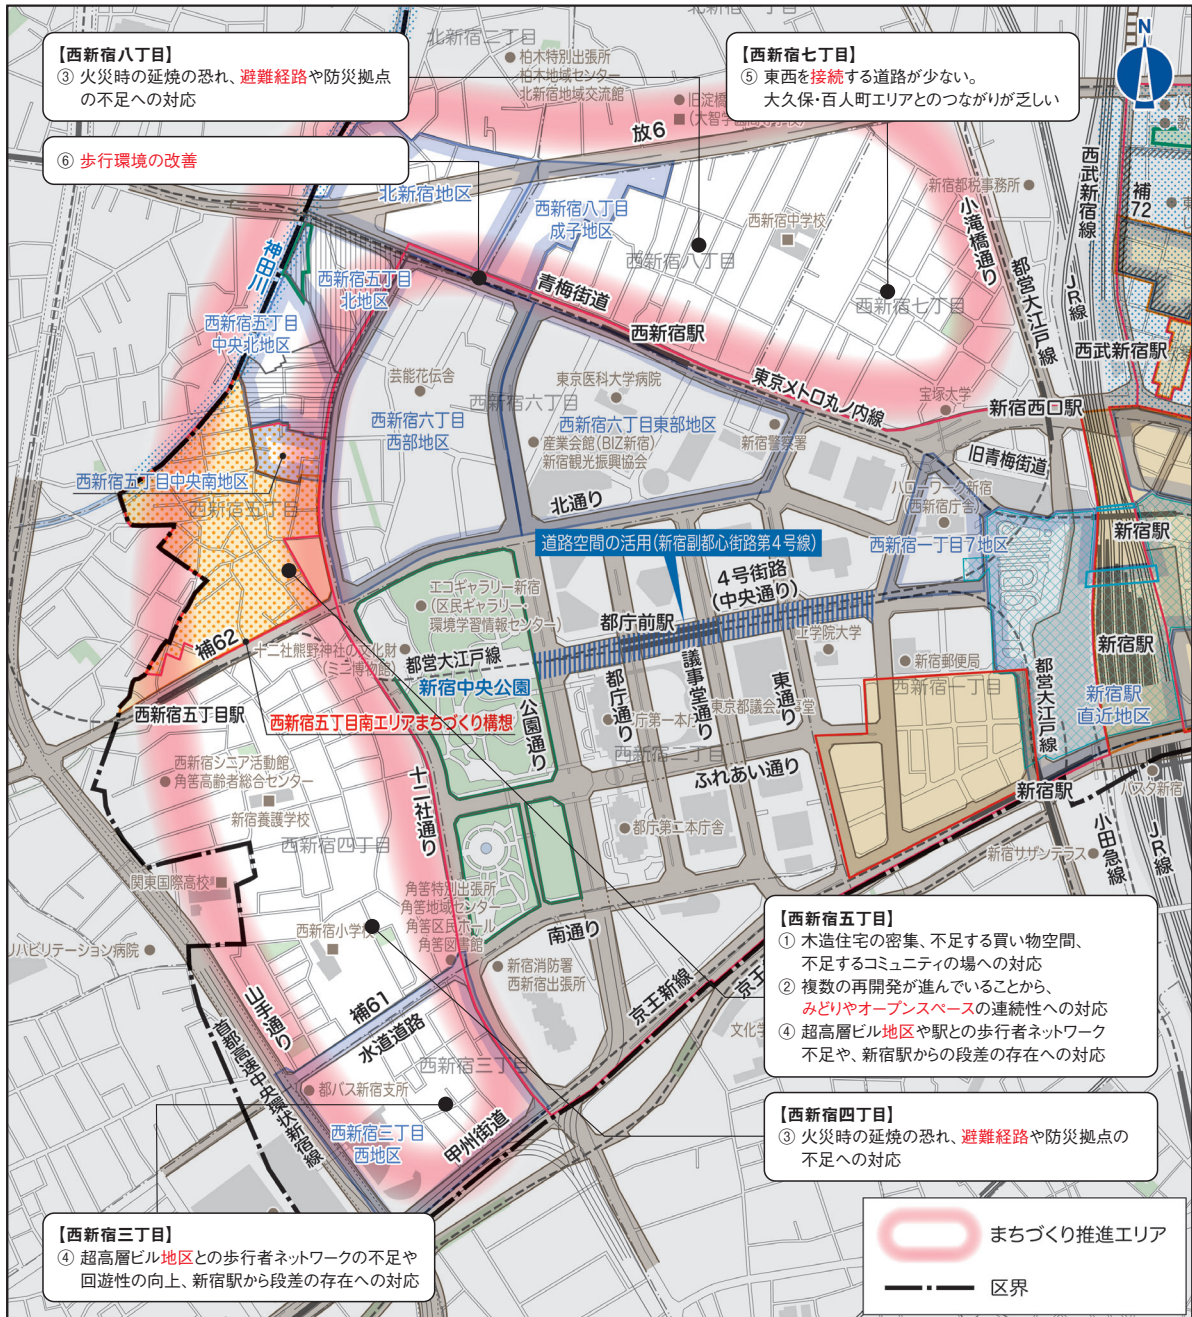 【西新宿八丁目】
③ 火災時の延焼の恐れ、避難経路や防災拠点
の不足への対応
⑥ 歩行環境の改善
【西新宿七丁目】
⑤ 東西を接続する道路が少ない。
大久保・百人町エリアとのつながりが乏しい
N
北新宿二丁目
柏木特別出張所
柏木地域センター
北新宿地域交流館
放6
北新宿地区
西新宿八丁目
成子地区
西新宿中学校
西新宿八丁目
新宿都税事務所
小滝橋通り
都営大江戸線
西武新宿線
JR線
補72
神田川
西新宿五丁目
北地区
青梅街道
西新宿駅
西新宿七丁目
西新宿五丁目
中央北地区
西武新宿駅
芸能花伝舎
東京医科大学病院
西新宿六丁目
東京メトロ丸ノ内線
宝塚大学
新宿西口駅
西新宿六丁目
西部地区
西新宿六丁目東部地区
産業会館(BIZ新宿)
新宿観光振興協会
新宿警察署
旧青梅街道
西新宿五丁目中央南地区
西新宿五丁目
北通り
ハローワーク新宿
(西新宿庁舎)
新宿駅
道路空間の活用(新宿副都心街路第4号線)
西新宿一丁目7地区
エコギャラリー新宿
(区民ギャラリー・
環境学習情報センター)
4号街路
(中央通り)
都庁前駅
工学院大学
補62
十二社熊野神社の文化財
(ミニ博物館)
都営大江戸線
新宿郵便局
新宿駅
新宿中央公園
西新宿一丁目
西新宿五丁目駅
西新宿五丁目南エリアまちづくり構想
公園通り
都庁通り
都庁第一本庁舎
議事堂通り
東京都議会議事堂
東通り
都営大江戸線
新宿駅
直近地区
西新宿シニア活動館
角筈高齢者総合センター
西新宿二丁目
ふれあい通り
新宿駅
バスタ新宿
新宿養護学校
十二社通り
西新宿四丁目
都庁第二本庁舎
小田急線
JR線
新宿サザンテラス
関東国際高校
角筈特別出張所
角筈地域センター
角筈区民ホール
角筈図書館
西新宿小学校
南通り
リハビリテーション病院
新宿消防署
西新宿出張所
山手通り
補61
京王新線
水道道路
首都高速中央環状新宿線
西新宿三丁目
都バス新宿支所
西新宿三丁目
西地区
甲州街道
【西新宿五丁目】
① 木造住宅の密集、不足する買い物空間、
不足するコミュニティの場への対応
② 複数の再開発が進んでいることから、
みどりやオープンスペースの連続性への対応
④ 超高層ビル地区や駅との歩行者ネットワーク
不足や、新宿駅からの段差の存在への対応
【西新宿四丁目】
③ 火災時の延焼の恐れ、避難経路や防災拠点の
不足への対応
【西新宿三丁目】
④ 超高層ビル地区との歩行者ネットワークの不足や
回遊性の向上、新宿駅から段差の存在への対応
まちづくり推進エリア
区界